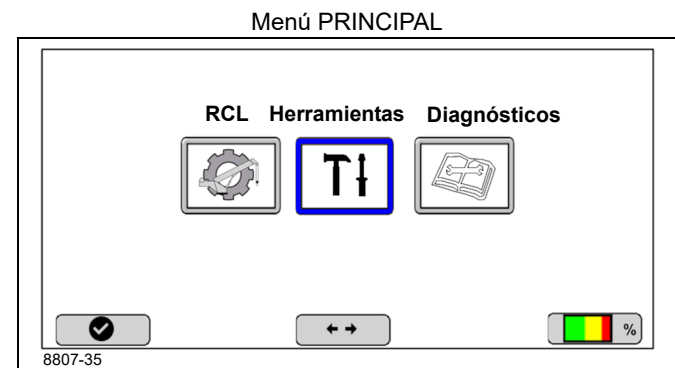 Menú PRINCIPAL
RCL Herramientas Diagnósticos
%
8807-35